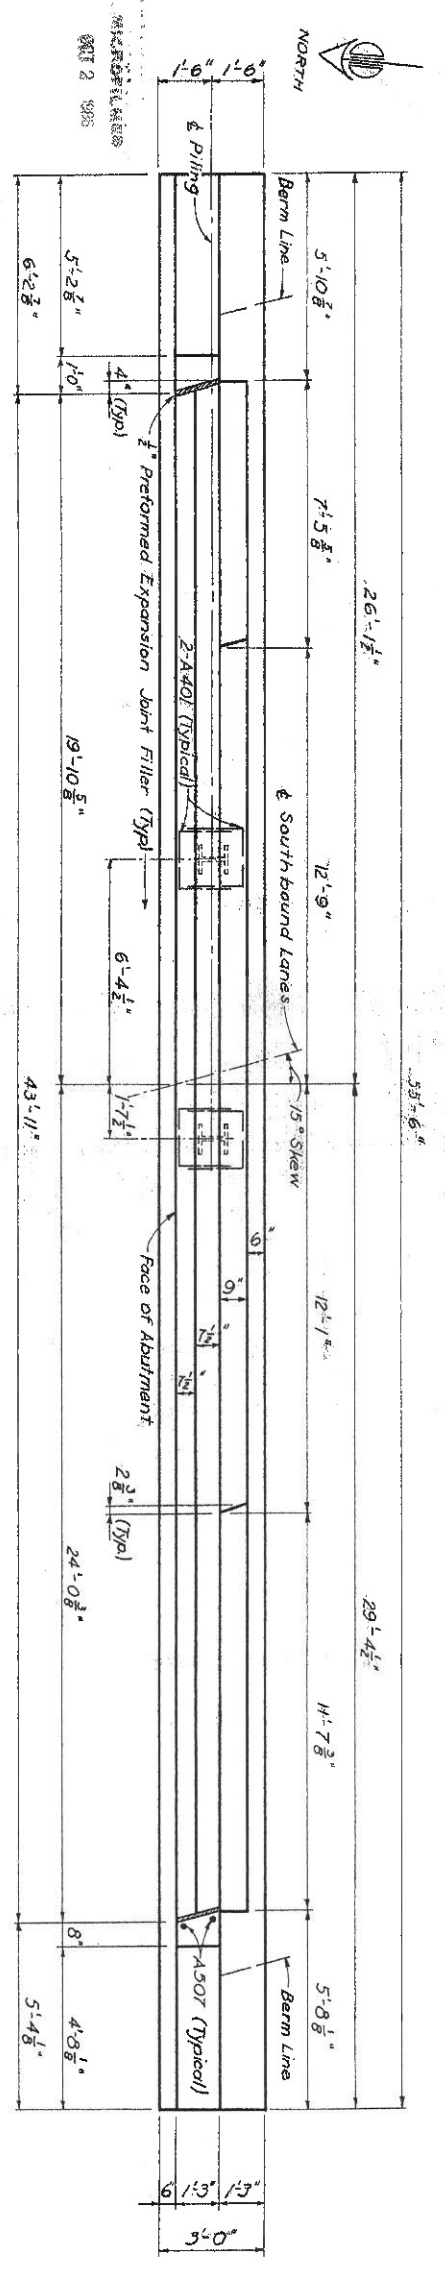 NORTH
OCT 2
1'-6"
1'-6"
₵ Piling
Berm Line
5'-10 7/8"
7'-5 5/8"
12'-9"
12'-1"
11'-7 3/8"
5'-8 1/8"
26'-1 1/2"
29'-4 1/2"
55'-6"
5'-2 7/8"
1'-0"
6'-2 7/8"
4" (Typ.)
1/2" Preformed Expansion Joint Filler (Typ)
2-A401 (Typical)
₵ Southbound Lanes
15° Skew
19'-10 5/8"
6'-4 1/2"
1'-7 1/2"
43'-11"
6"
9"
7 1/2"
7 1/2"
Face of Abutment
2 3/8" (Typ.)
24'-0 3/8"
8"
A507 (Typical)
Berm Line
4'-8 1/8"
5'-4 1/8"
6"
1'-3"
1'-3"
3'-0"